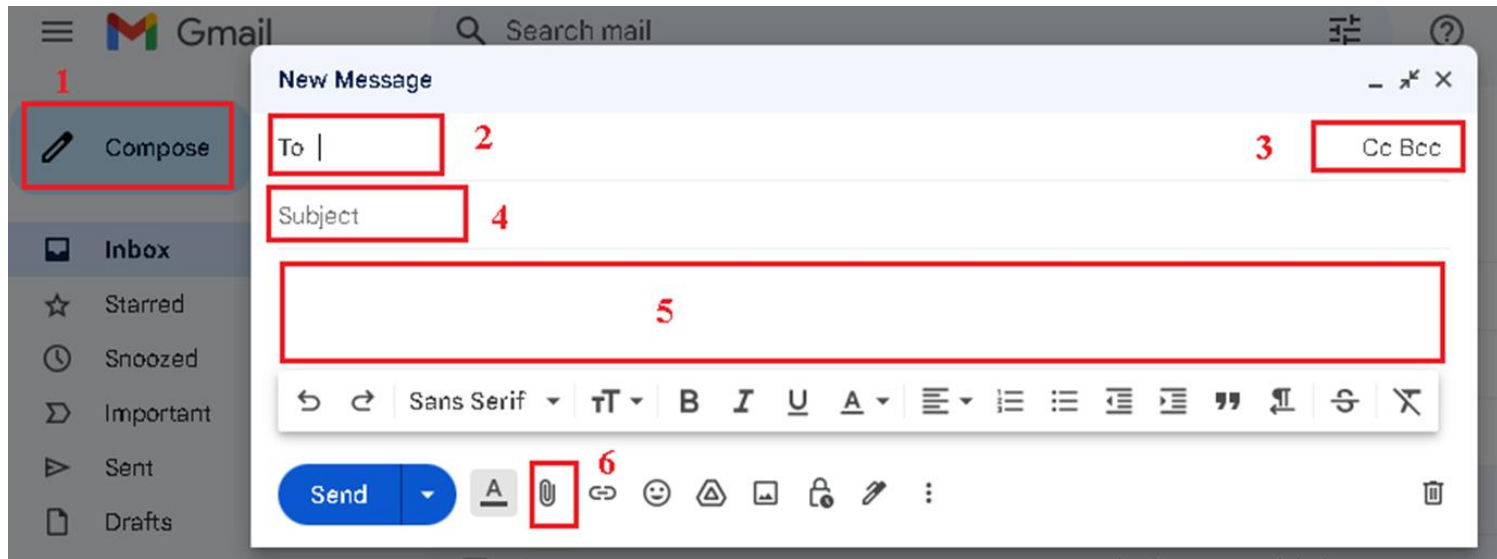 Gmail
Search mail
1
New Message
Compose
To
2
3
Cc Bcc
Subject
4
Inbox
5
Starred
Snoozed
Sans Serif
B I U A
Important
6
Sent
Send
A
Drafts